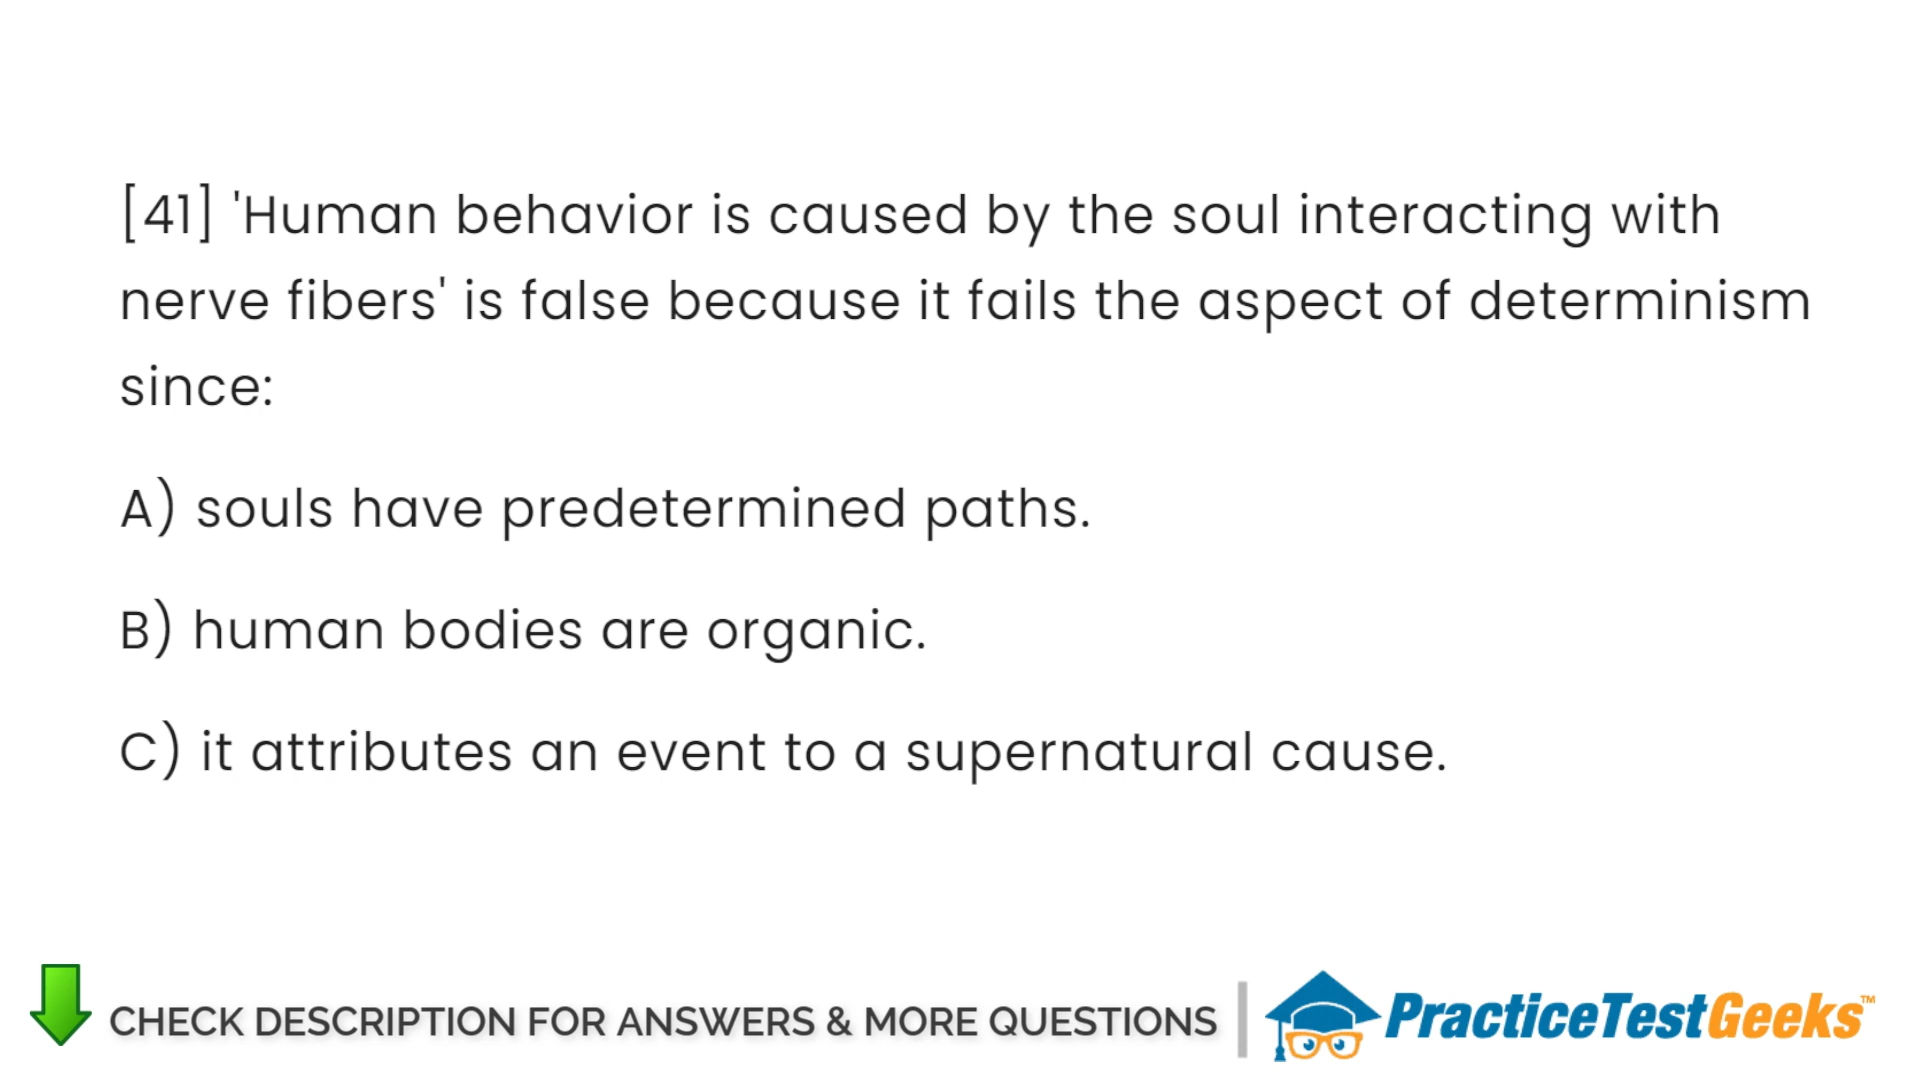 [41] 'Human behavior is caused by the soul interacting with
nerve fibers' is false because it fails the aspect of determinism
since:
A) souls have predetermined paths.
B) human bodies are organic.
C) it attributes an event to a supernatural cause.
CHECK DESCRIPTION FOR ANSWERS & MORE QUESTIONS
PracticeTestGeeks™